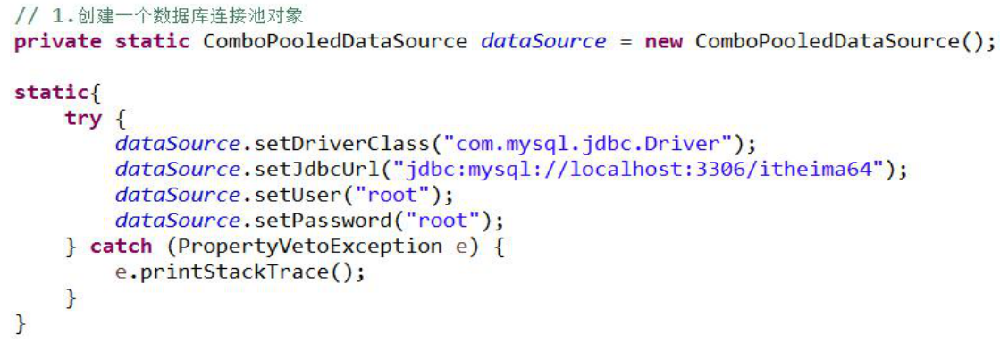 // 1.创建一个数据库连接池对象
private static ComboPooledDataSource dataSource = new ComboPooledDataSource();
static{
try {
dataSource.setDriverClass("com.mysql.jdbc.Driver");
dataSource.setJdbcUrl("jdbc:mysql://localhost:3306/itheima64");
dataSource.setUser("root");
dataSource.setPassword("root");
} catch (PropertyVetoException e) {
e.printStackTrace();
}
}